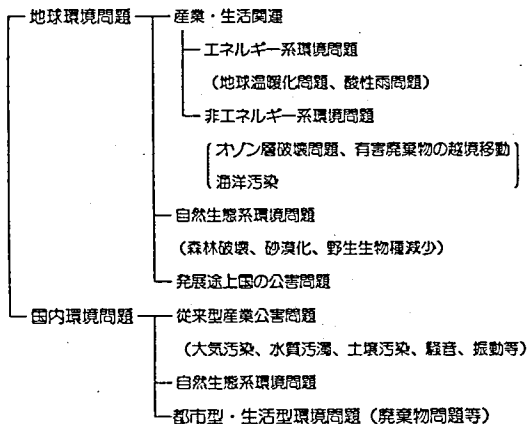 地球環境問題 産業・生活関連
エネルギー系環境問題
(地球温暖化問題、酸性雨問題)
非エネルギー系環境問題
オゾン層破壊問題、有害廃棄物の越境移動
海洋汚染
自然生態系環境問題
(森林破壊、砂漠化、野生生物種減少)
発展途上国の公害問題
国内環境問題 従来型産業公害問題
(大気汚染、水質汚濁、土壌汚染、騒音、振動等)
自然生態系環境問題
都市型・生活型環境問題(廃棄物問題等)